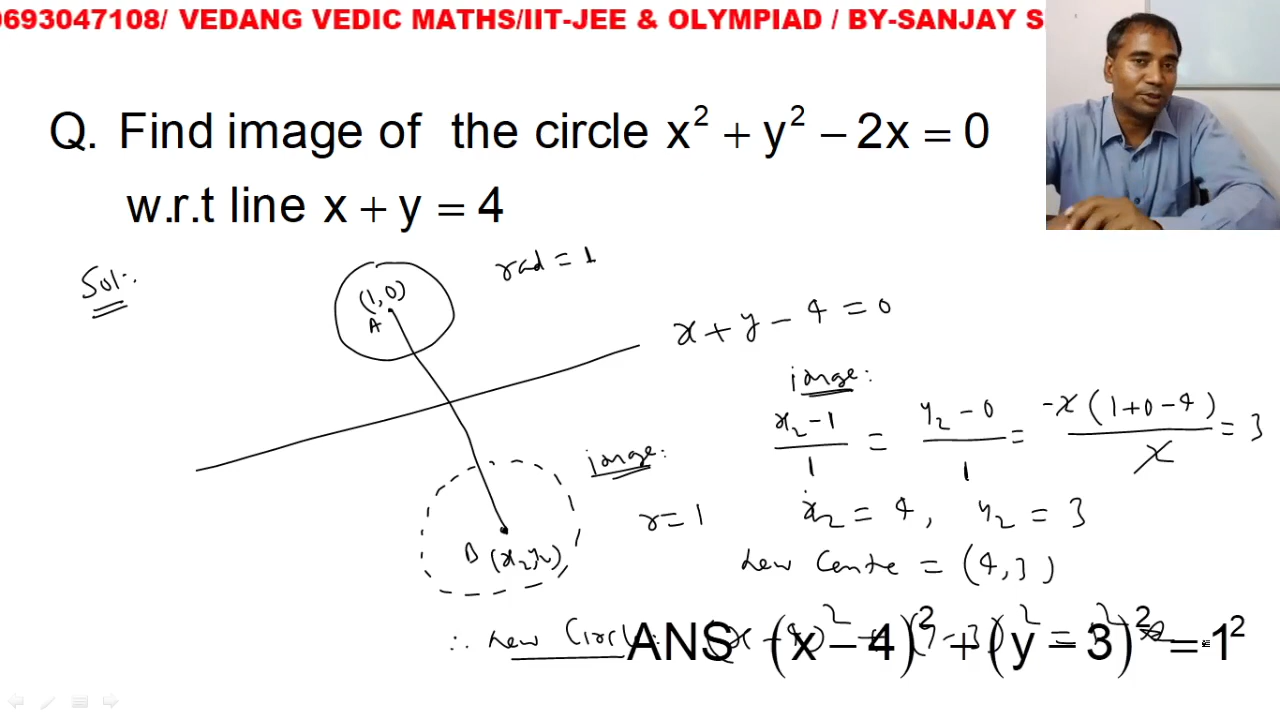 0693047108/ VEDANG VEDIC MATHS/IIT-JEE & OLYMPIAD / BY-SANJAY S
Q. Find image of the circle x² + y² − 2x = 0
w.r.t line x + y = 4
Sol:.
rad = 1
(1,0)
A
x + y − 4 = 0
image:
x₂ − 1 / 1 = y₂ − 0 / 1 = −2 (1+0−4) / 2 = 3
image:
r = 1
x₂ = 4, y₂ = 3
B (x₂,y₂)
new Centre = (4,3)
∴ new Circle:
ANS (x − 4)² + (y − 3)² = 1²